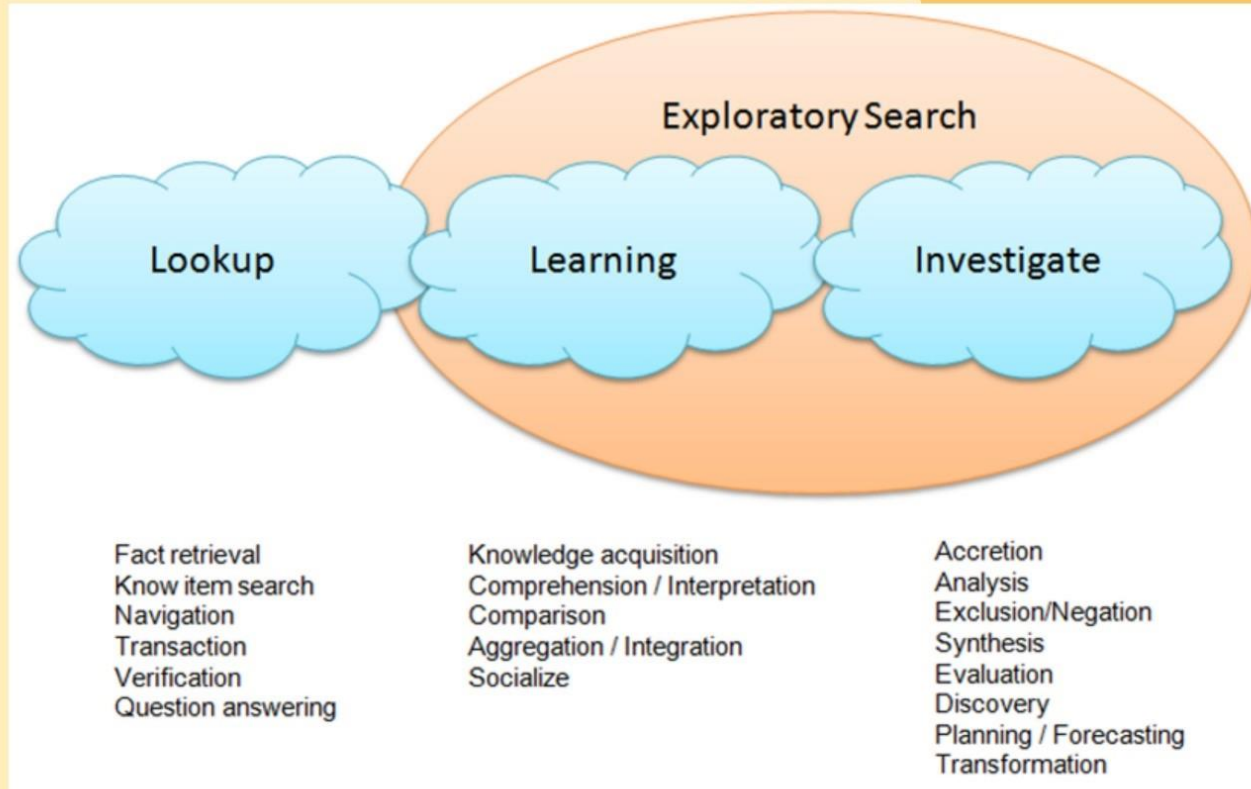 Exploratory Search
Lookup
Learning
Investigate
Fact retrieval
Know item search
Navigation
Transaction
Verification
Question answering
Knowledge acquisition
Comprehension / Interpretation
Comparison
Aggregation / Integration
Socialize
Accretion
Analysis
Exclusion/Negation
Synthesis
Evaluation
Discovery
Planning / Forecasting
Transformation